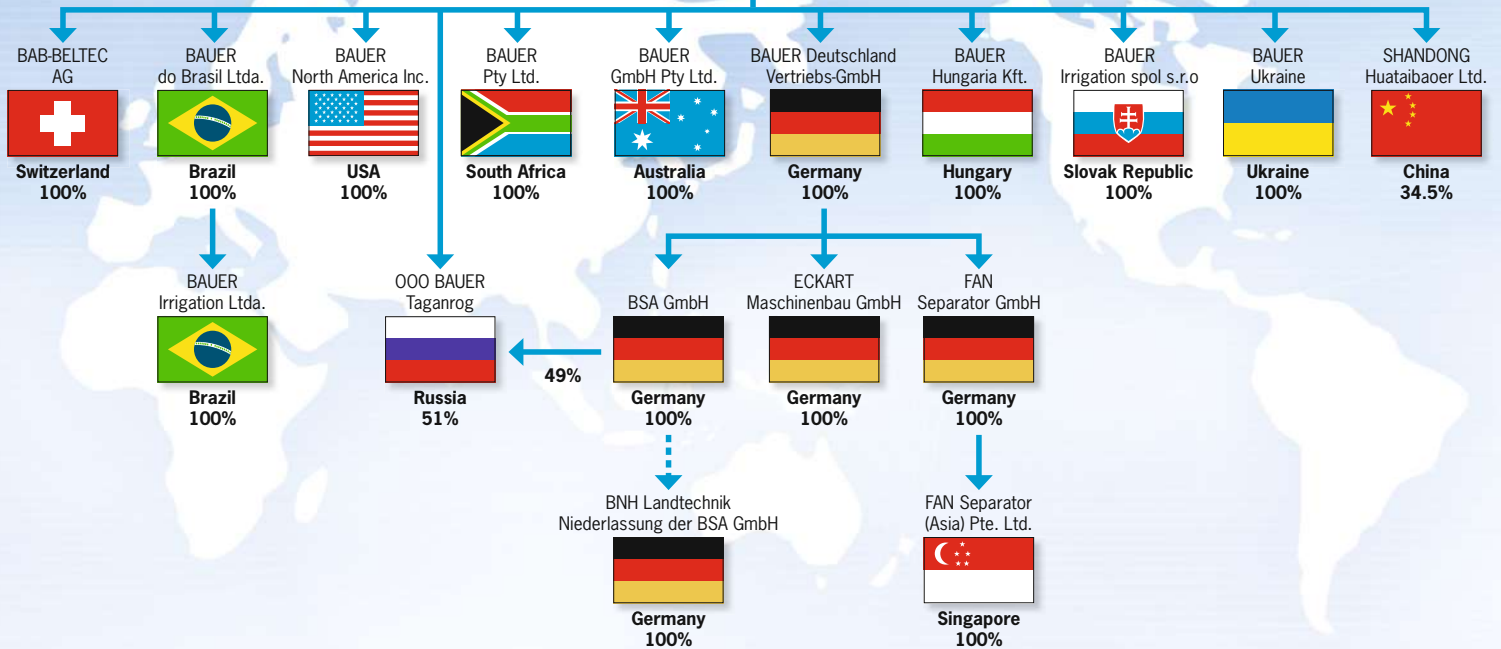 BAB-BELTEC
AG
Switzerland
100%
BAUER
do Brasil Ltda.
Brazil
100%
BAUER
North America Inc.
USA
100%
BAUER
Pty Ltd.
South Africa
100%
BAUER
GmbH Pty Ltd.
Australia
100%
BAUER Deutschland
Vertriebs-GmbH
Germany
100%
BAUER
Hungaria Kft.
Hungary
100%
BAUER
Irrigation spol s.r.o
Slovak Republic
100%
BAUER
Ukraine
Ukraine
100%
SHANDONG
Huataibaoer Ltd.
China
34.5%
BAUER
Irrigation Ltda.
Brazil
100%
OOO BAUER
Taganrog
Russia
51%
49%
BSA GmbH
Germany
100%
ECKART
Maschinenbau GmbH
Germany
100%
FAN
Separator GmbH
Germany
100%
BNH Landtechnik
Niederlassung der BSA GmbH
Germany
100%
FAN Separator
(Asia) Pte. Ltd.
Singapore
100%